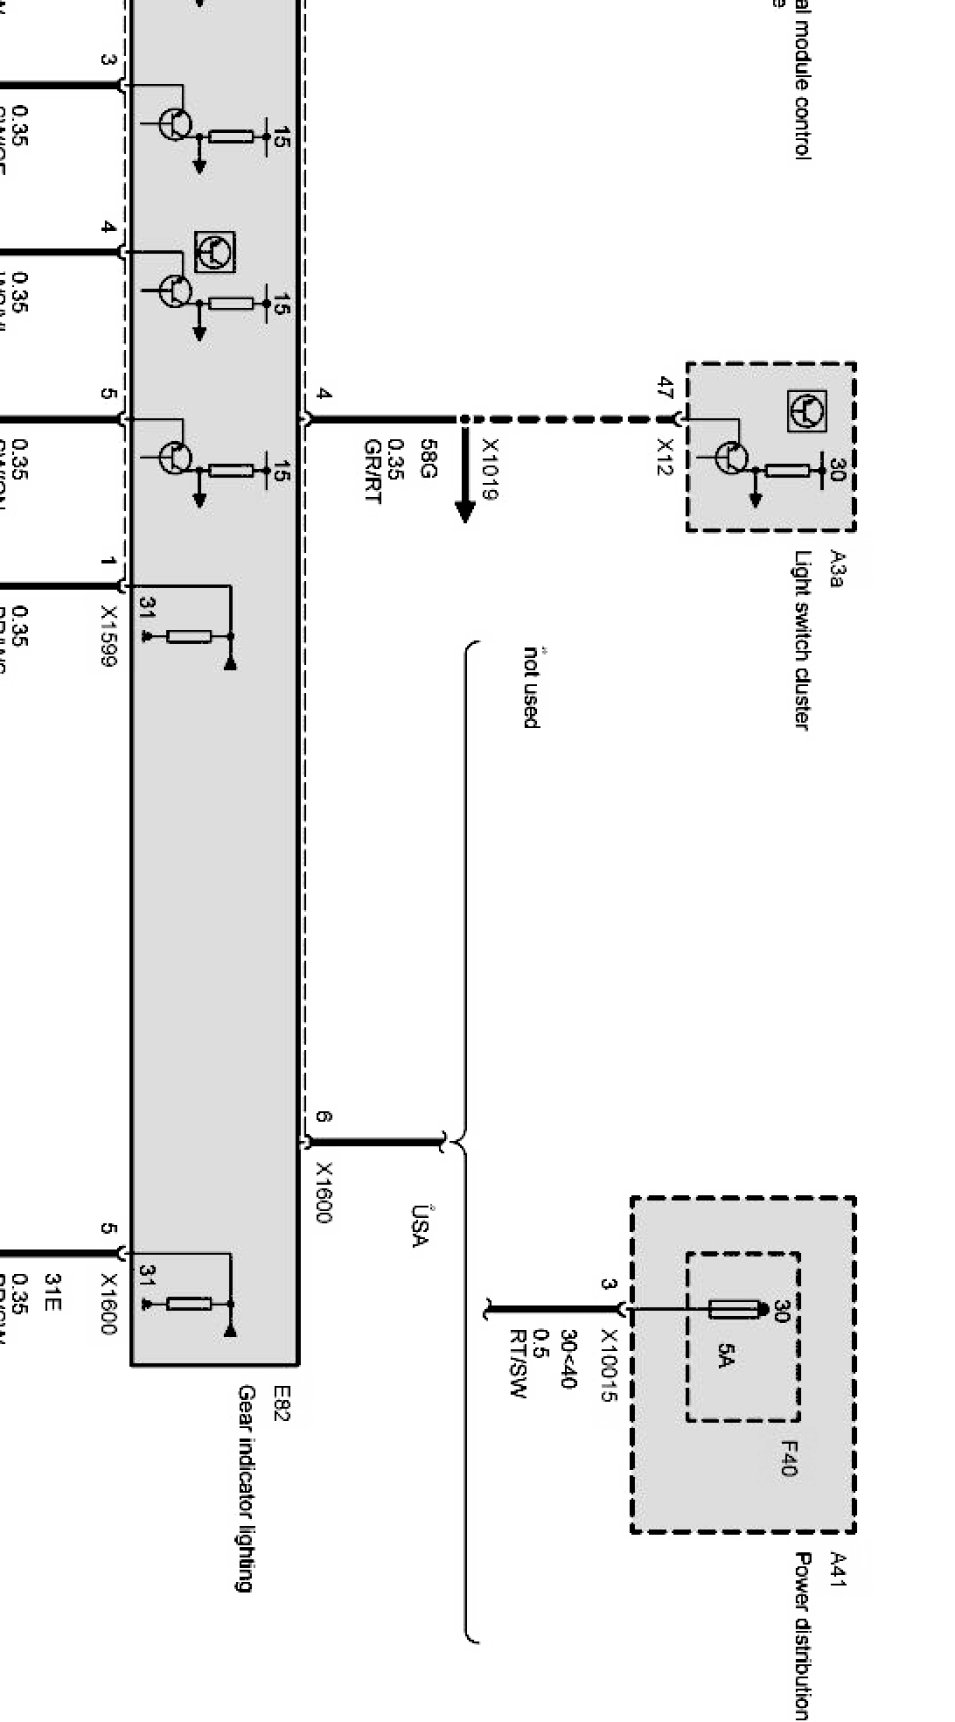 al module control
e
A3a
Light switch cluster
30
47
X12
X1019
58G
0.35
GR/RT
4
not used
A41
Power distribution
F40
30
5A
3
X10015
30<40
0.5
RT/SW
USA
6
X1600
E82
Gear indicator lighting
15
15
15
31
31
3
0.35
4
0.35
5
0.35
1
X1599
0.35
5
X1600
31E
0.35